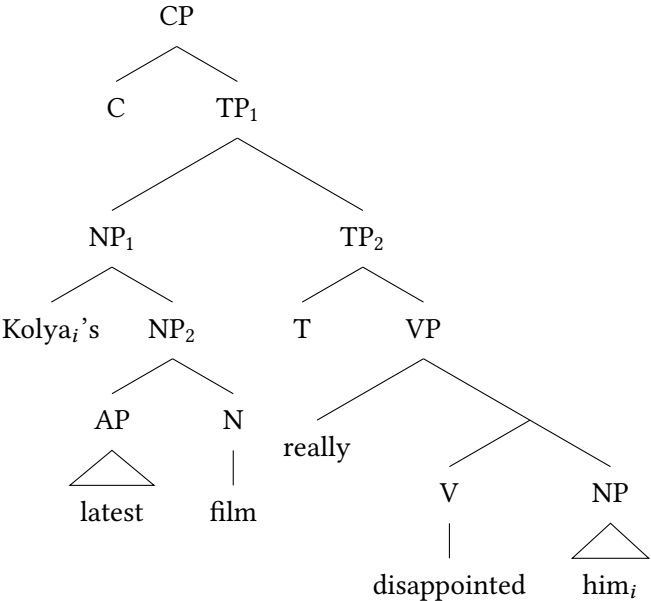 CP
C TP₁
NP₁ TP₂
Kolyaᵢ’s NP₂ T VP
AP N
really
V NP
latest film
disappointed himᵢ